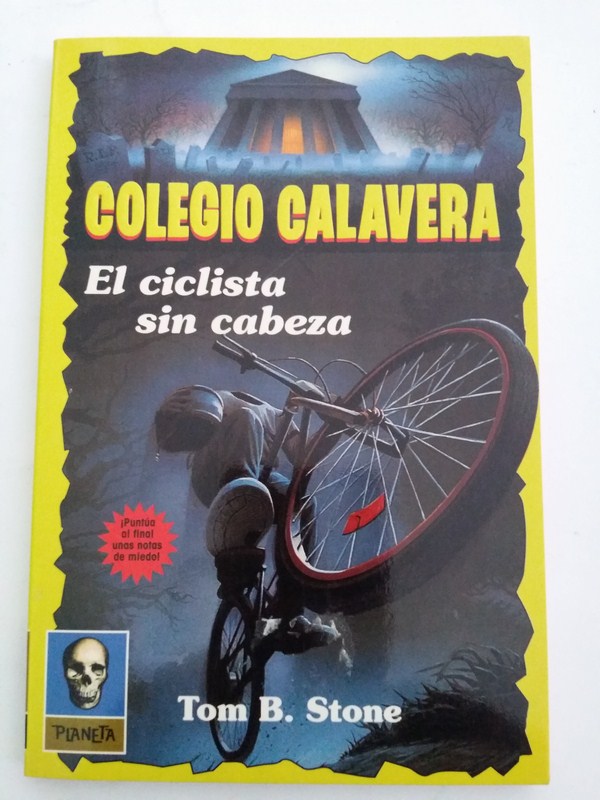 R.I.P.
COLEGIO CALAVERA
El ciclista
sin cabeza
¡Puntúa
al final
unas notas
de miedo!
PLANETA
Tom B. Stone